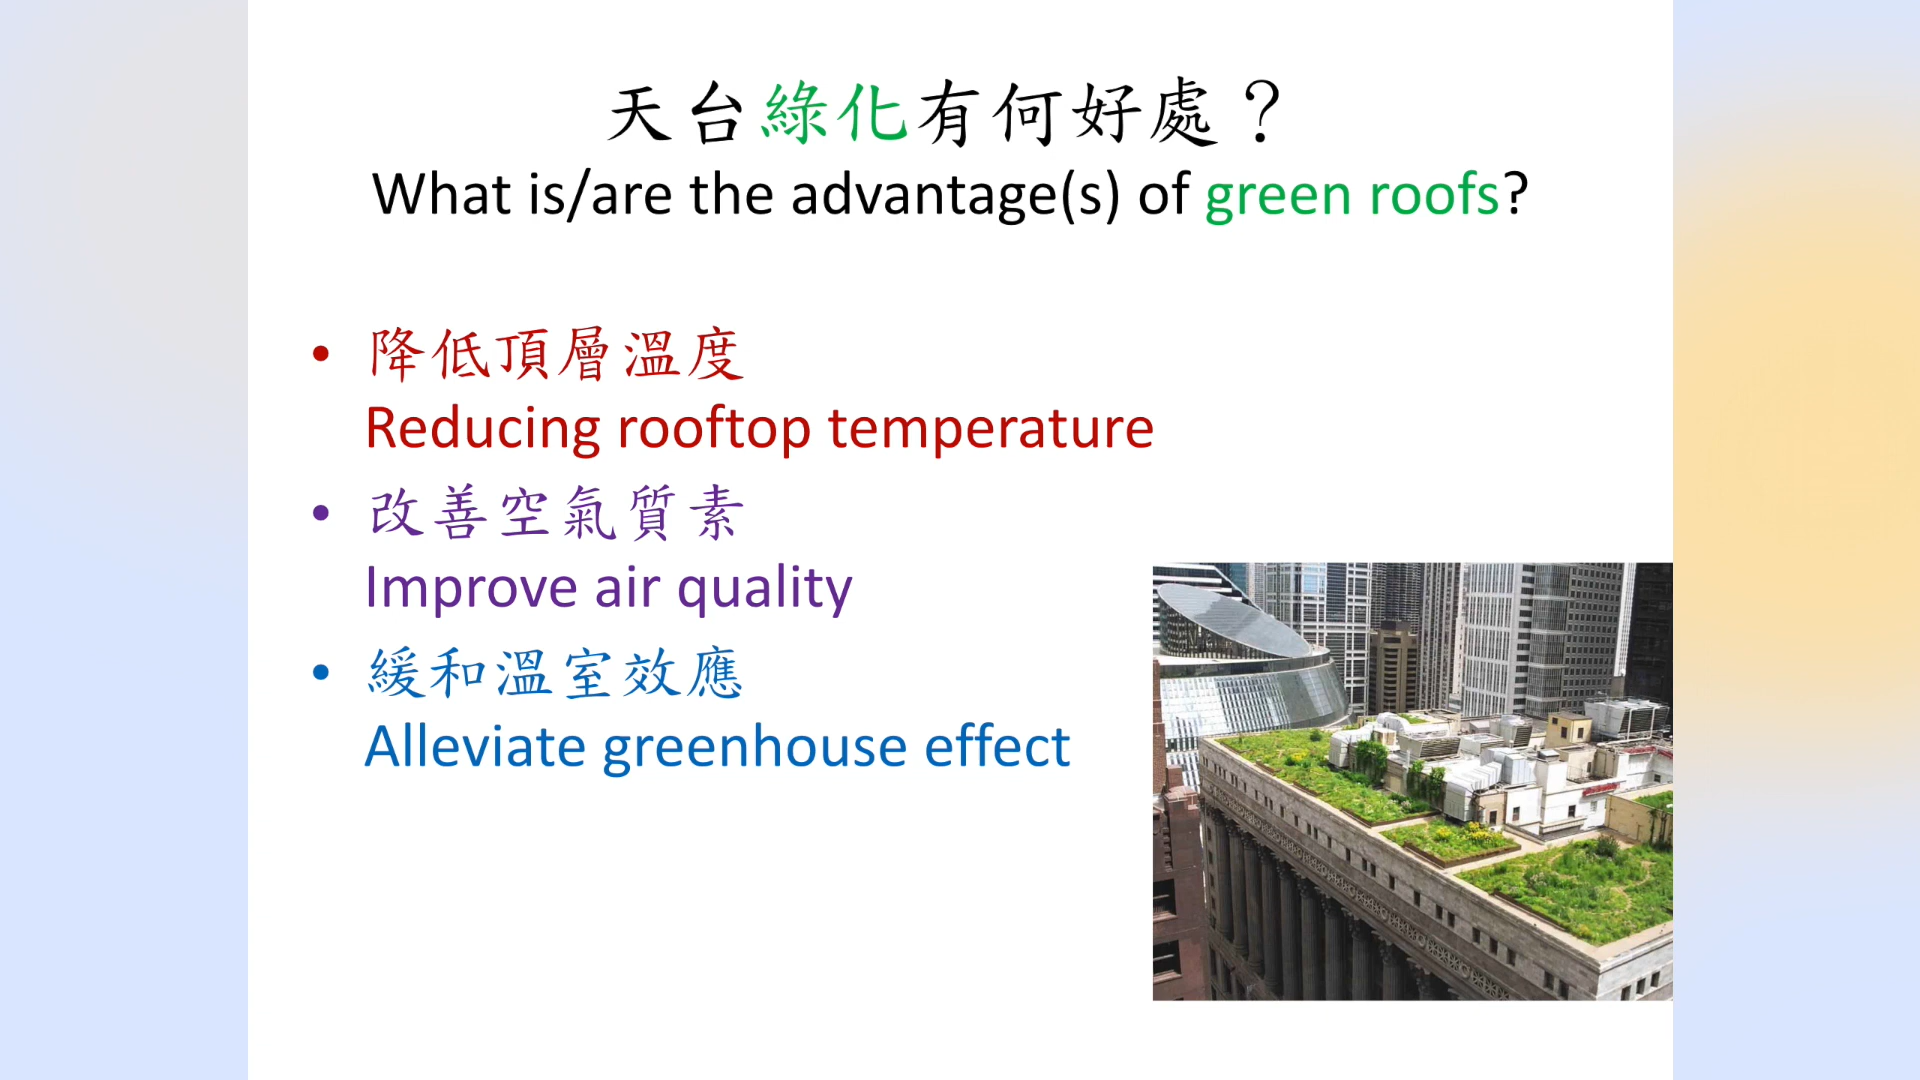 天台綠化有何好處？
What is/are the advantage(s) of green roofs?
• 降低頂層溫度
Reducing rooftop temperature
• 改善空氣質素
Improve air quality
• 緩和溫室效應
Alleviate greenhouse effect